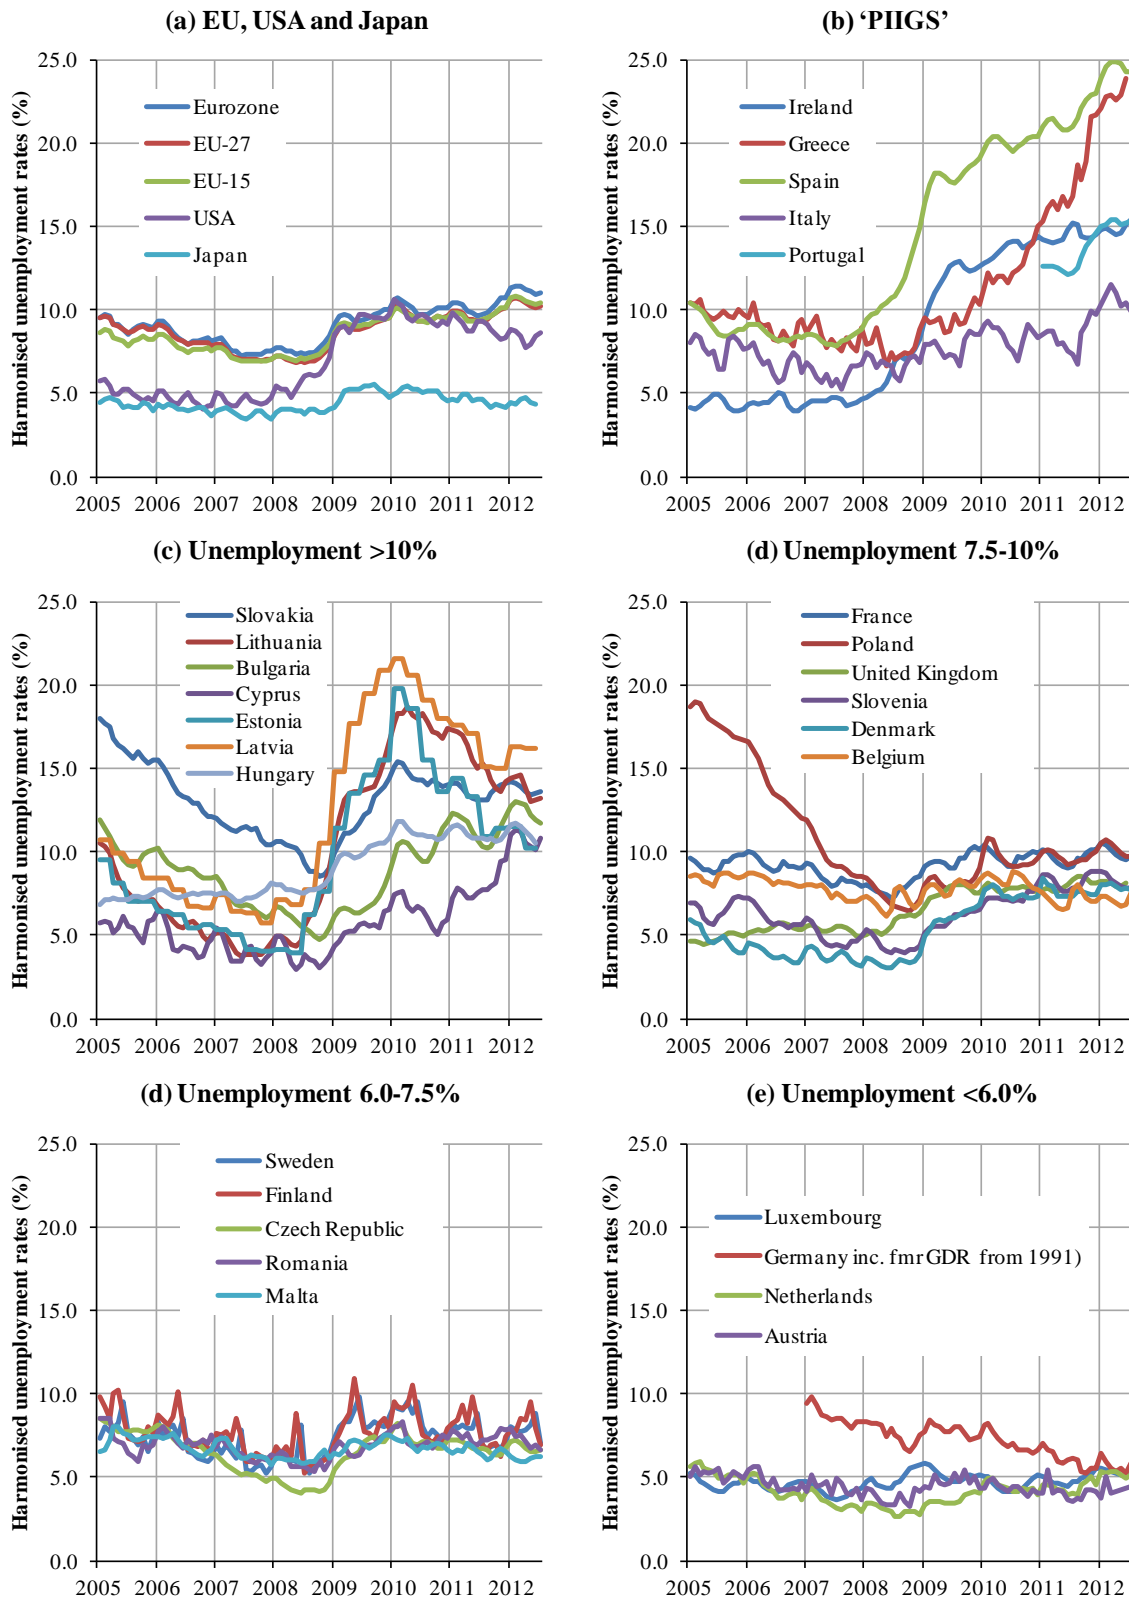 (a) EU, USA and Japan
Harmonised unemployment rates (%)
25.0
20.0
15.0
10.0
5.0
0.0
Eurozone
EU-27
EU-15
USA
Japan
2005 2006 2007 2008 2009 2010 2011 2012
(b) ‘PIIGS’
Harmonised unemployment rates (%)
25.0
20.0
15.0
10.0
5.0
0.0
Ireland
Greece
Spain
Italy
Portugal
2005 2006 2007 2008 2009 2010 2011 2012
(c) Unemployment >10%
Harmonised unemployment rates (%)
25.0
20.0
15.0
10.0
5.0
0.0
Slovakia
Lithuania
Bulgaria
Cyprus
Estonia
Latvia
Hungary
2005 2006 2007 2008 2009 2010 2011 2012
(d) Unemployment 7.5-10%
Harmonised unemployment rates (%)
25.0
20.0
15.0
10.0
5.0
0.0
France
Poland
United Kingdom
Slovenia
Denmark
Belgium
2005 2006 2007 2008 2009 2010 2011 2012
(d) Unemployment 6.0-7.5%
Harmonised unemployment rates (%)
25.0
20.0
15.0
10.0
5.0
0.0
Sweden
Finland
Czech Republic
Romania
Malta
2005 2006 2007 2008 2009 2010 2011 2012
(e) Unemployment <6.0%
Harmonised unemployment rates (%)
25.0
20.0
15.0
10.0
5.0
0.0
Luxembourg
Germany inc. fmr GDR from 1991)
Netherlands
Austria
2005 2006 2007 2008 2009 2010 2011 2012